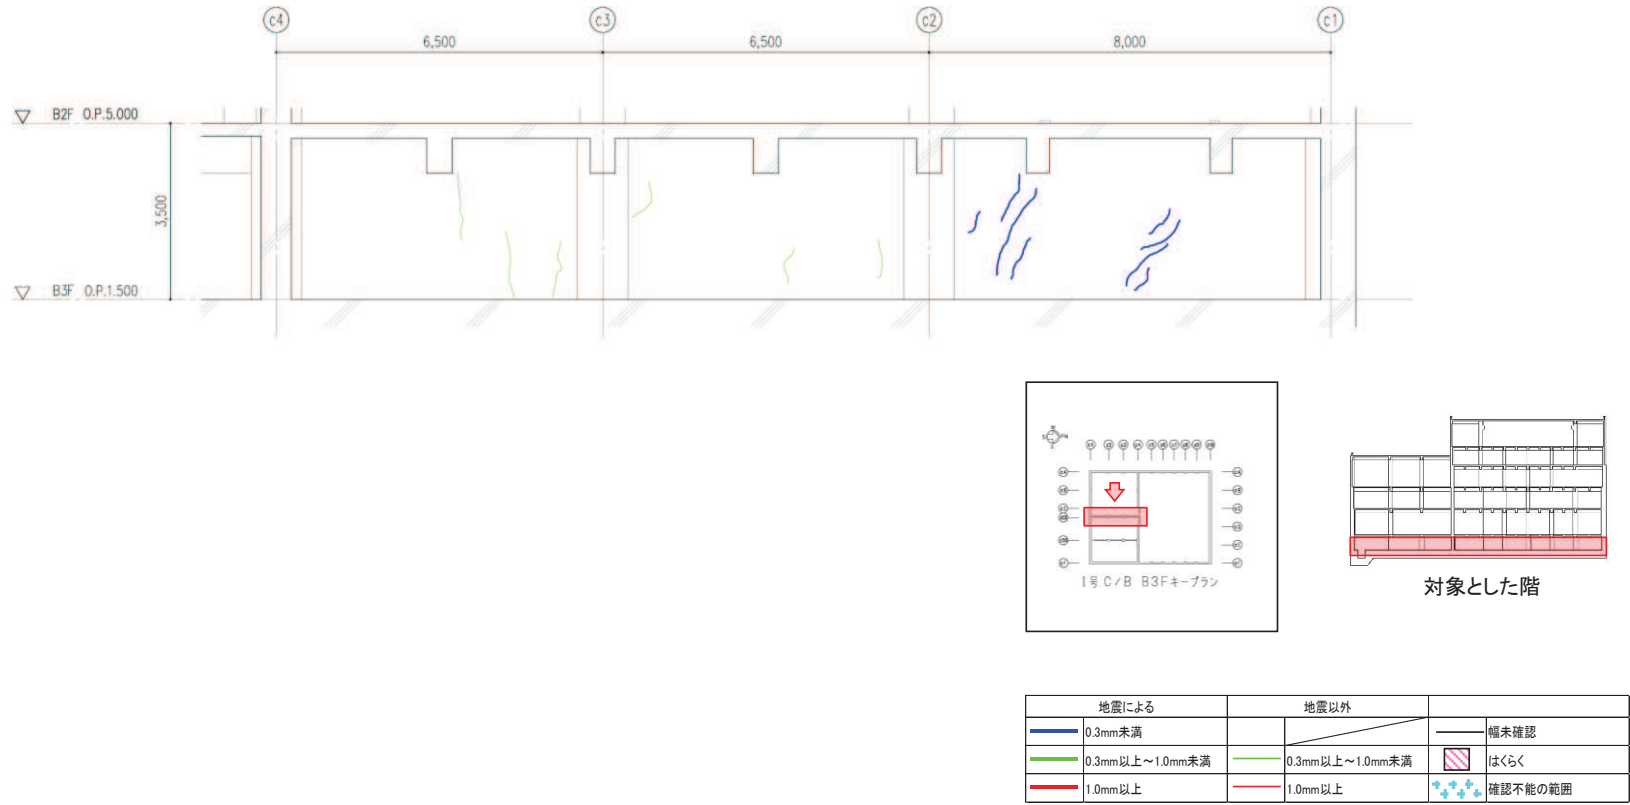 c4 c3 c2 c1
6,500 6,500 8,000
B2F O.P.5.000
3,500
B3F O.P.1.500
1号 C/B B3Fキープラン
対象とした階
地震による 地震以外
0.3mm未満 幅未確認
0.3mm以上～1.0mm未満 0.3mm以上～1.0mm未満 はくらく
1.0mm以上 1.0mm以上 確認不能の範囲